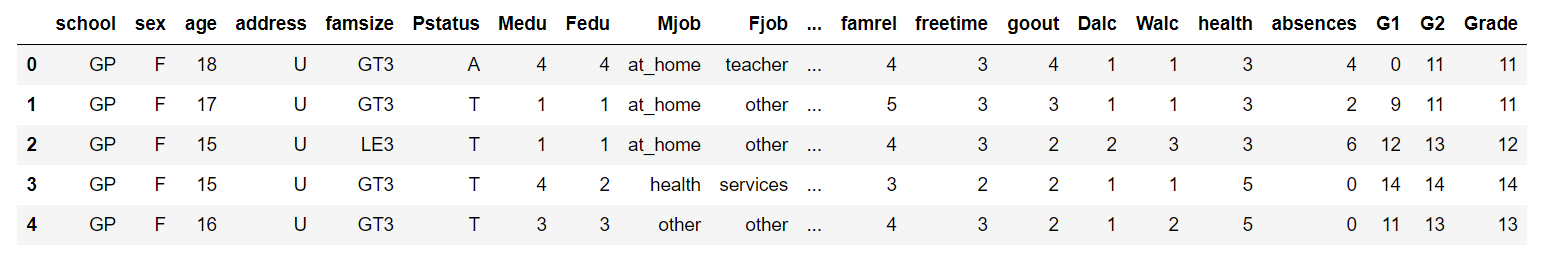 school sex age address famsize Pstatus Medu Fedu Mjob Fjob ... famrel freetime goout Dalc Walc health absences G1 G2 Grade
0 GP F 18 U GT3 A 4 4 at_home teacher ... 4 3 4 1 1 3 4 0 11 11
1 GP F 17 U GT3 T 1 1 at_home other ... 5 3 3 1 1 3 2 9 11 11
2 GP F 15 U LE3 T 1 1 at_home other ... 4 3 2 2 3 3 6 12 13 12
3 GP F 15 U GT3 T 4 2 health services ... 3 2 2 1 1 5 0 14 14 14
4 GP F 16 U GT3 T 3 3 other other ... 4 3 2 1 2 5 0 11 13 13